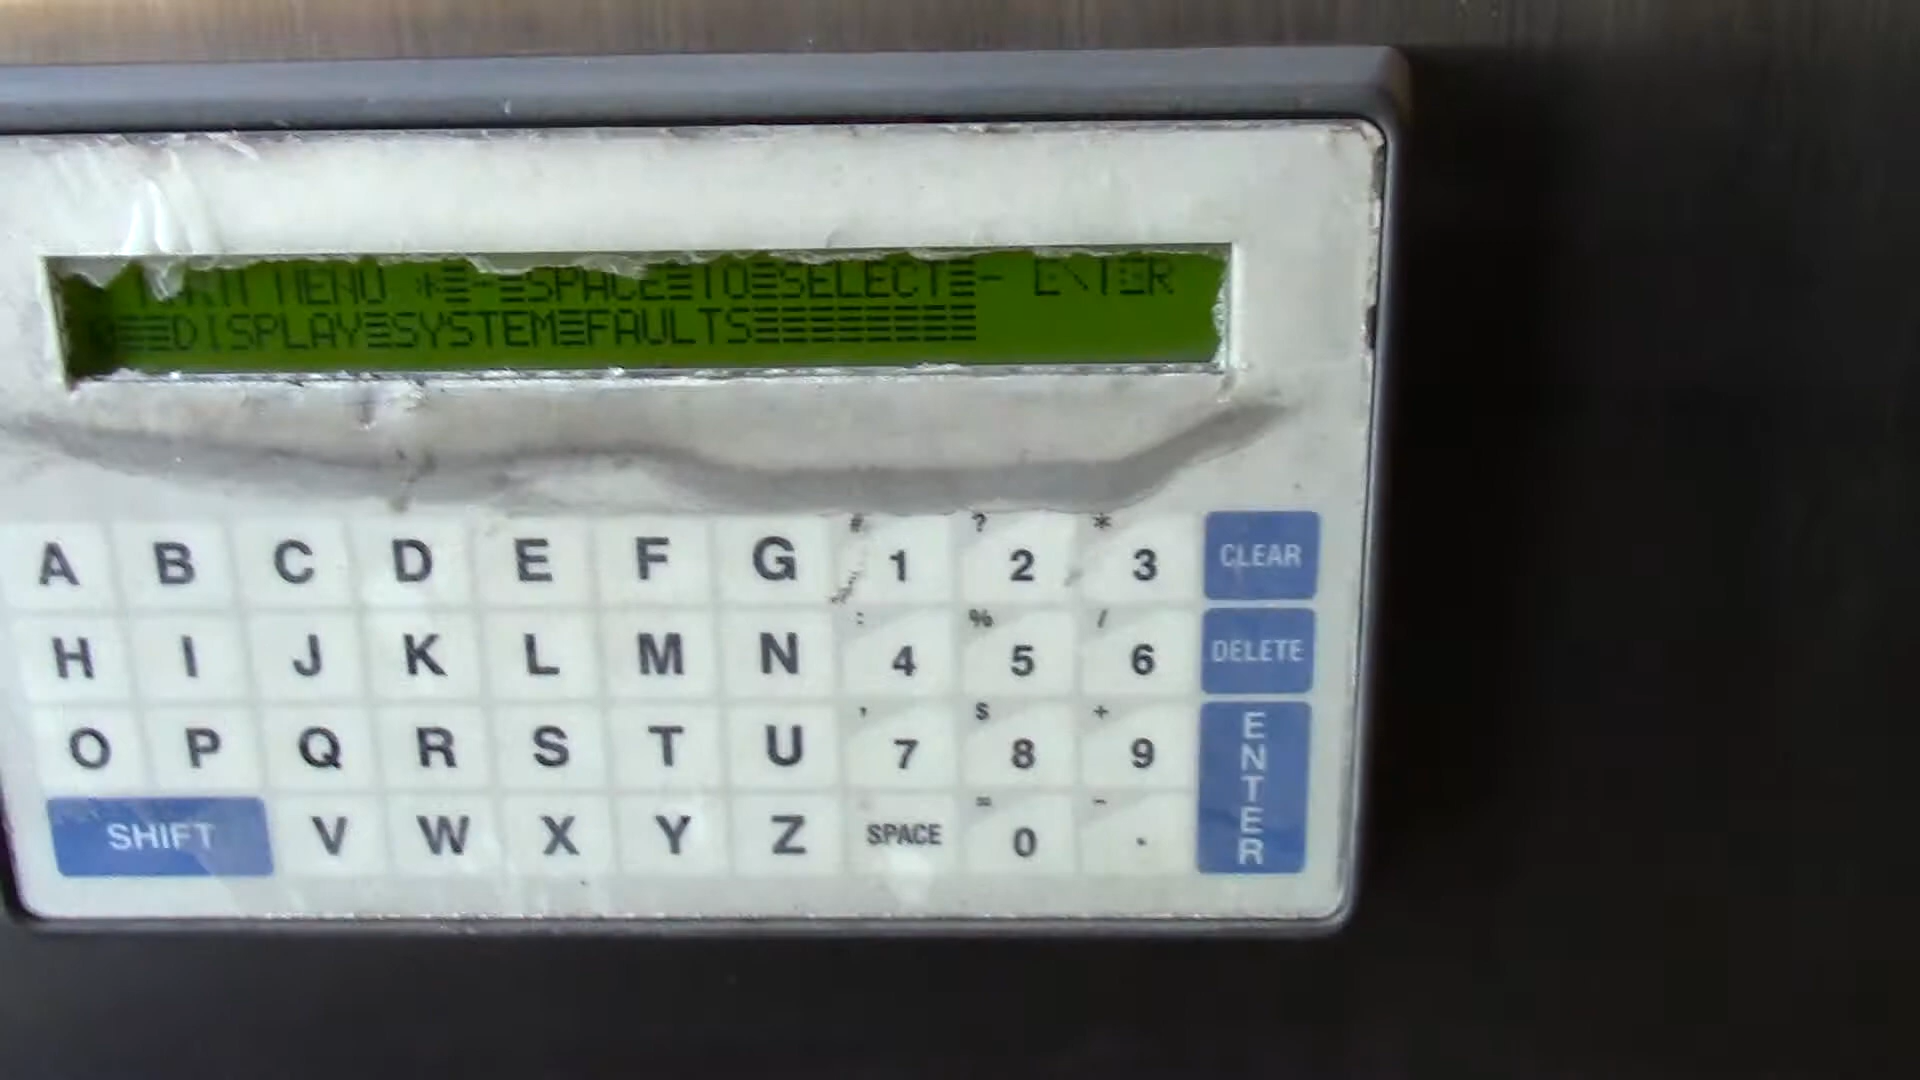 MENU *≡-≡SPACE≡TO≡SELECT≡- ENTER
≡≡DISPLAY≡SYSTEM≡FAULTS≡≡≡≡≡≡≡≡
A B C D E F G # 1 ? 2 * 3 CLEAR
H I J K L M N : 4 % 5 / 6 DELETE
O P Q R S T U ' 7 $ 8 + 9 ENTER
SHIFT V W X Y Z SPACE = 0 - .